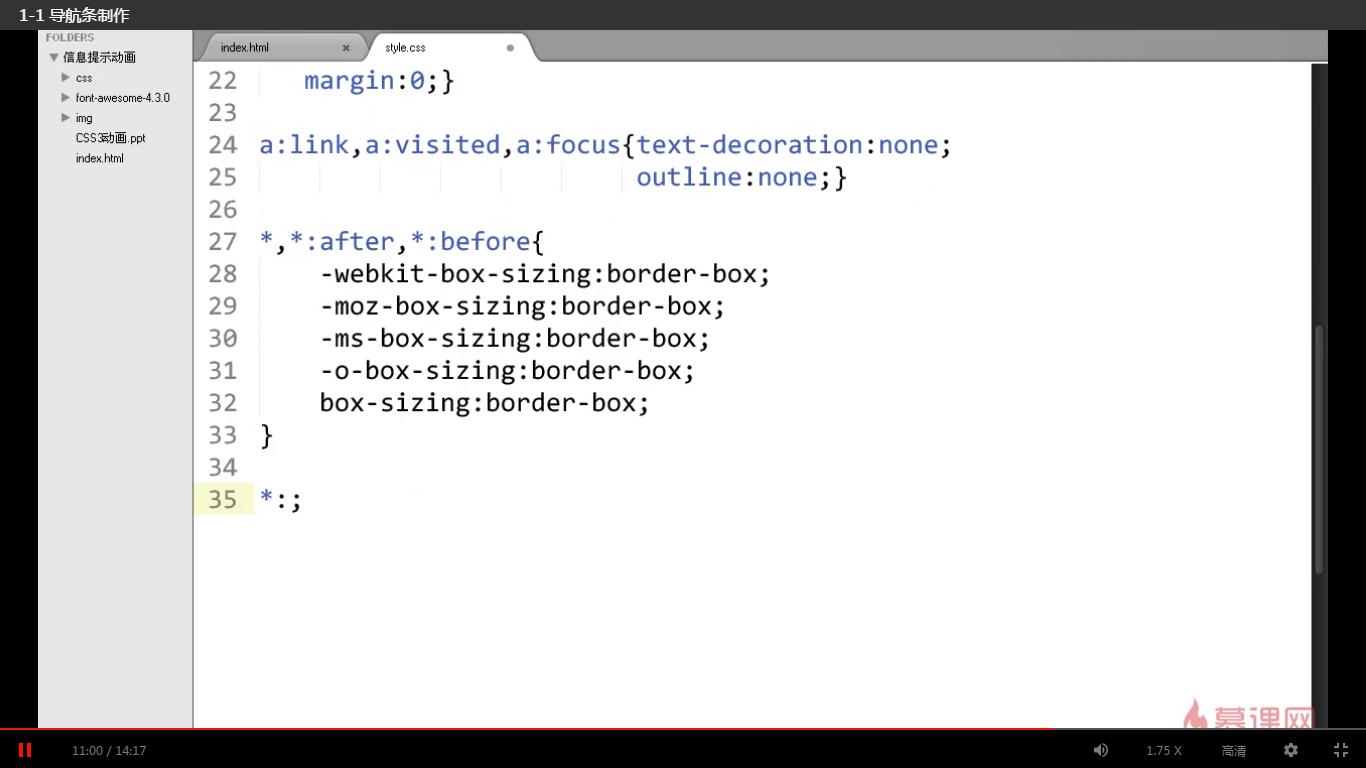 1-1 导航条制作
FOLDERS
信息提示动画
css
font-awesome-4.3.0
img
CSS3动画.ppt
index.html
index.html ×
style.css
22 margin:0;}
23
24 a:link,a:visited,a:focus{text-decoration:none;
25 outline:none;}
26
27 *,*:after,*:before{
28 -webkit-box-sizing:border-box;
29 -moz-box-sizing:border-box;
30 -ms-box-sizing:border-box;
31 -o-box-sizing:border-box;
32 box-sizing:border-box;
33 }
34
35 *:;
慕课网
11:00 / 14:17
1.75 X
高清